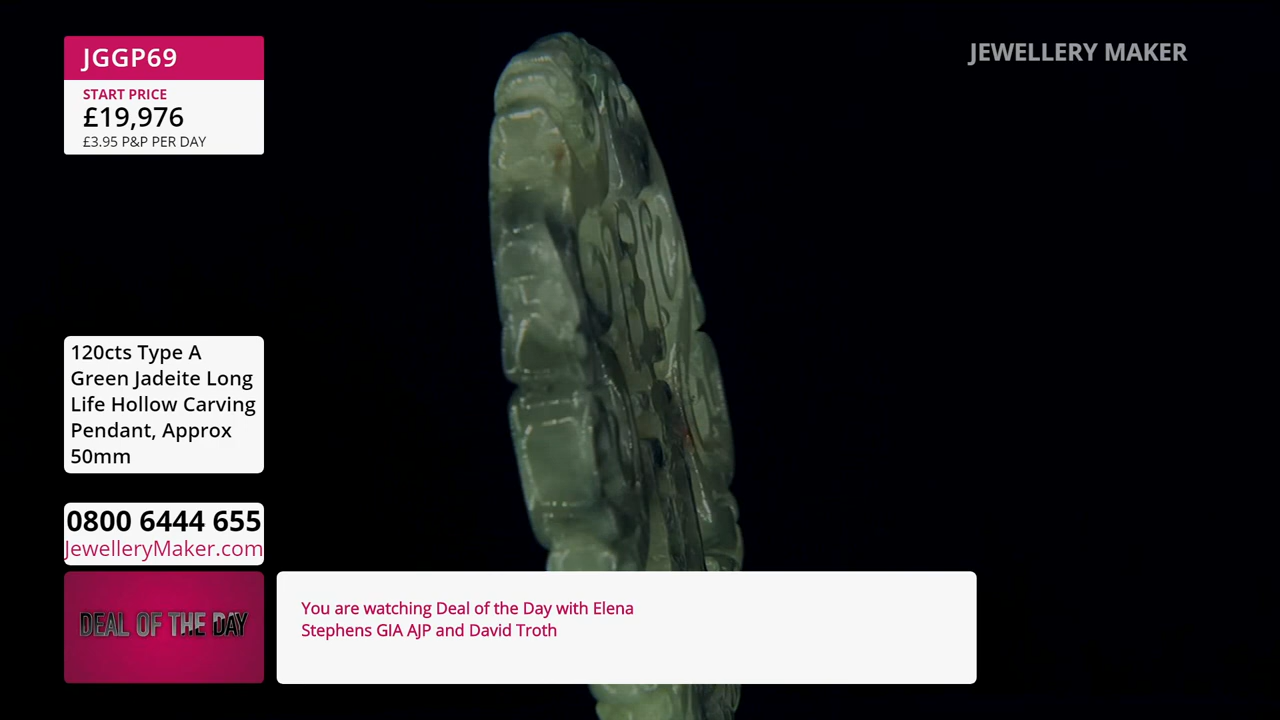 JGGP69
START PRICE
£19,976
£3.95 P&P PER DAY
JEWELLERY MAKER
120cts Type A
Green Jadeite Long
Life Hollow Carving
Pendant, Approx
50mm
0800 6444 655
JewelleryMaker.com
DEAL OF THE DAY
You are watching Deal of the Day with Elena
Stephens GIA AJP and David Troth